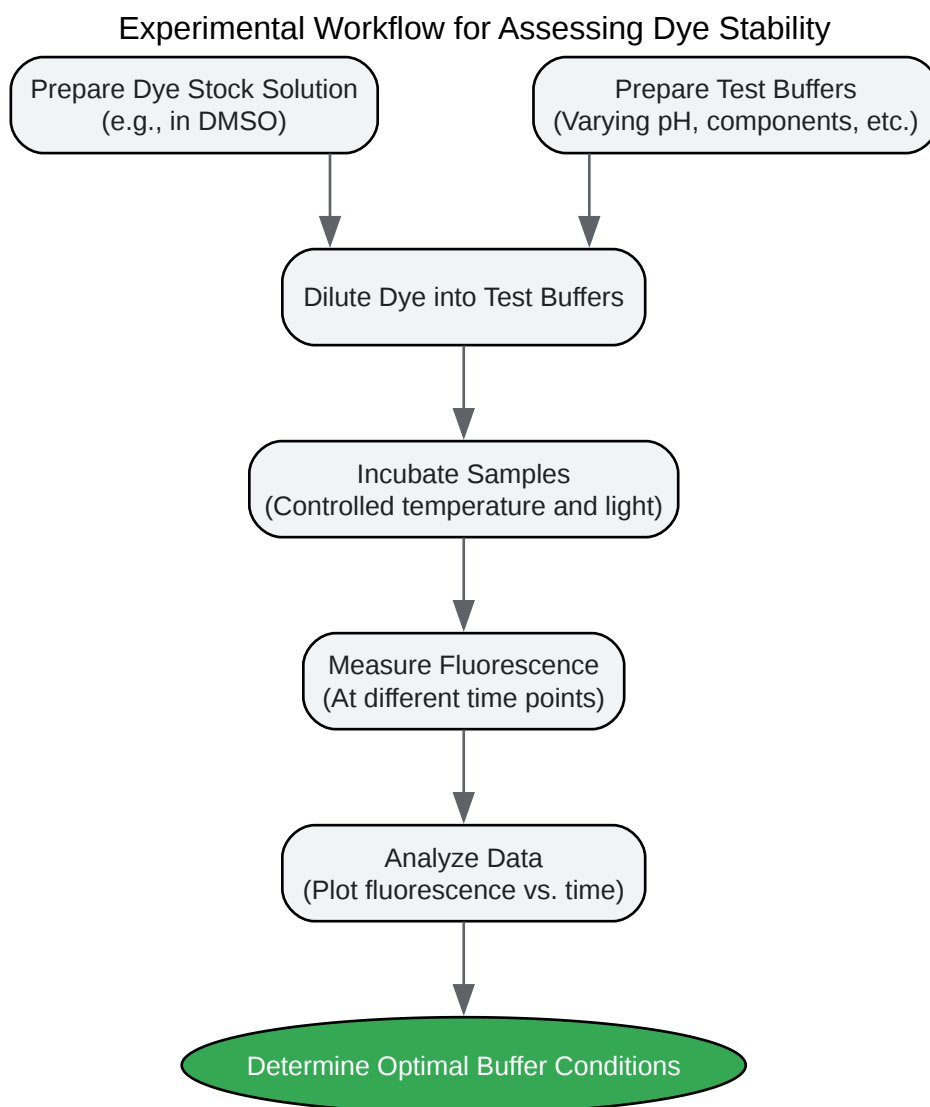 Experimental Workflow for Assessing Dye Stability
Prepare Dye Stock Solution
(e.g., in DMSO)
Prepare Test Buffers
(Varying pH, components, etc.)
Dilute Dye into Test Buffers
Incubate Samples
(Controlled temperature and light)
Measure Fluorescence
(At different time points)
Analyze Data
(Plot fluorescence vs. time)
Determine Optimal Buffer Conditions